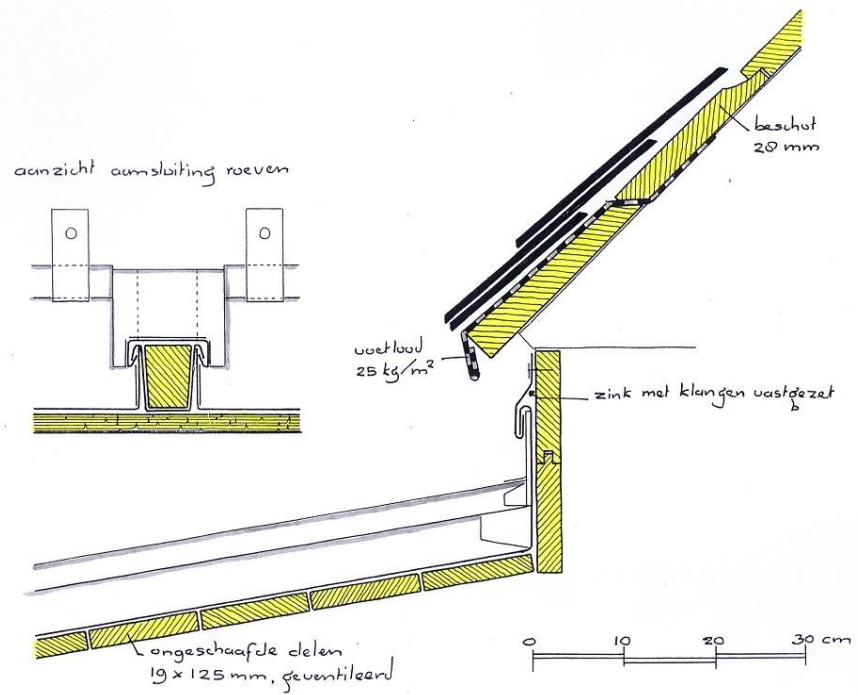 aanzicht aansluiting roeven
beschot
28 mm
voetlood
25 kg/m²
zink met klangen vastgezet
ongeschaafde delen
19 x 125 mm, geventileerd
0 10 20 30 cm